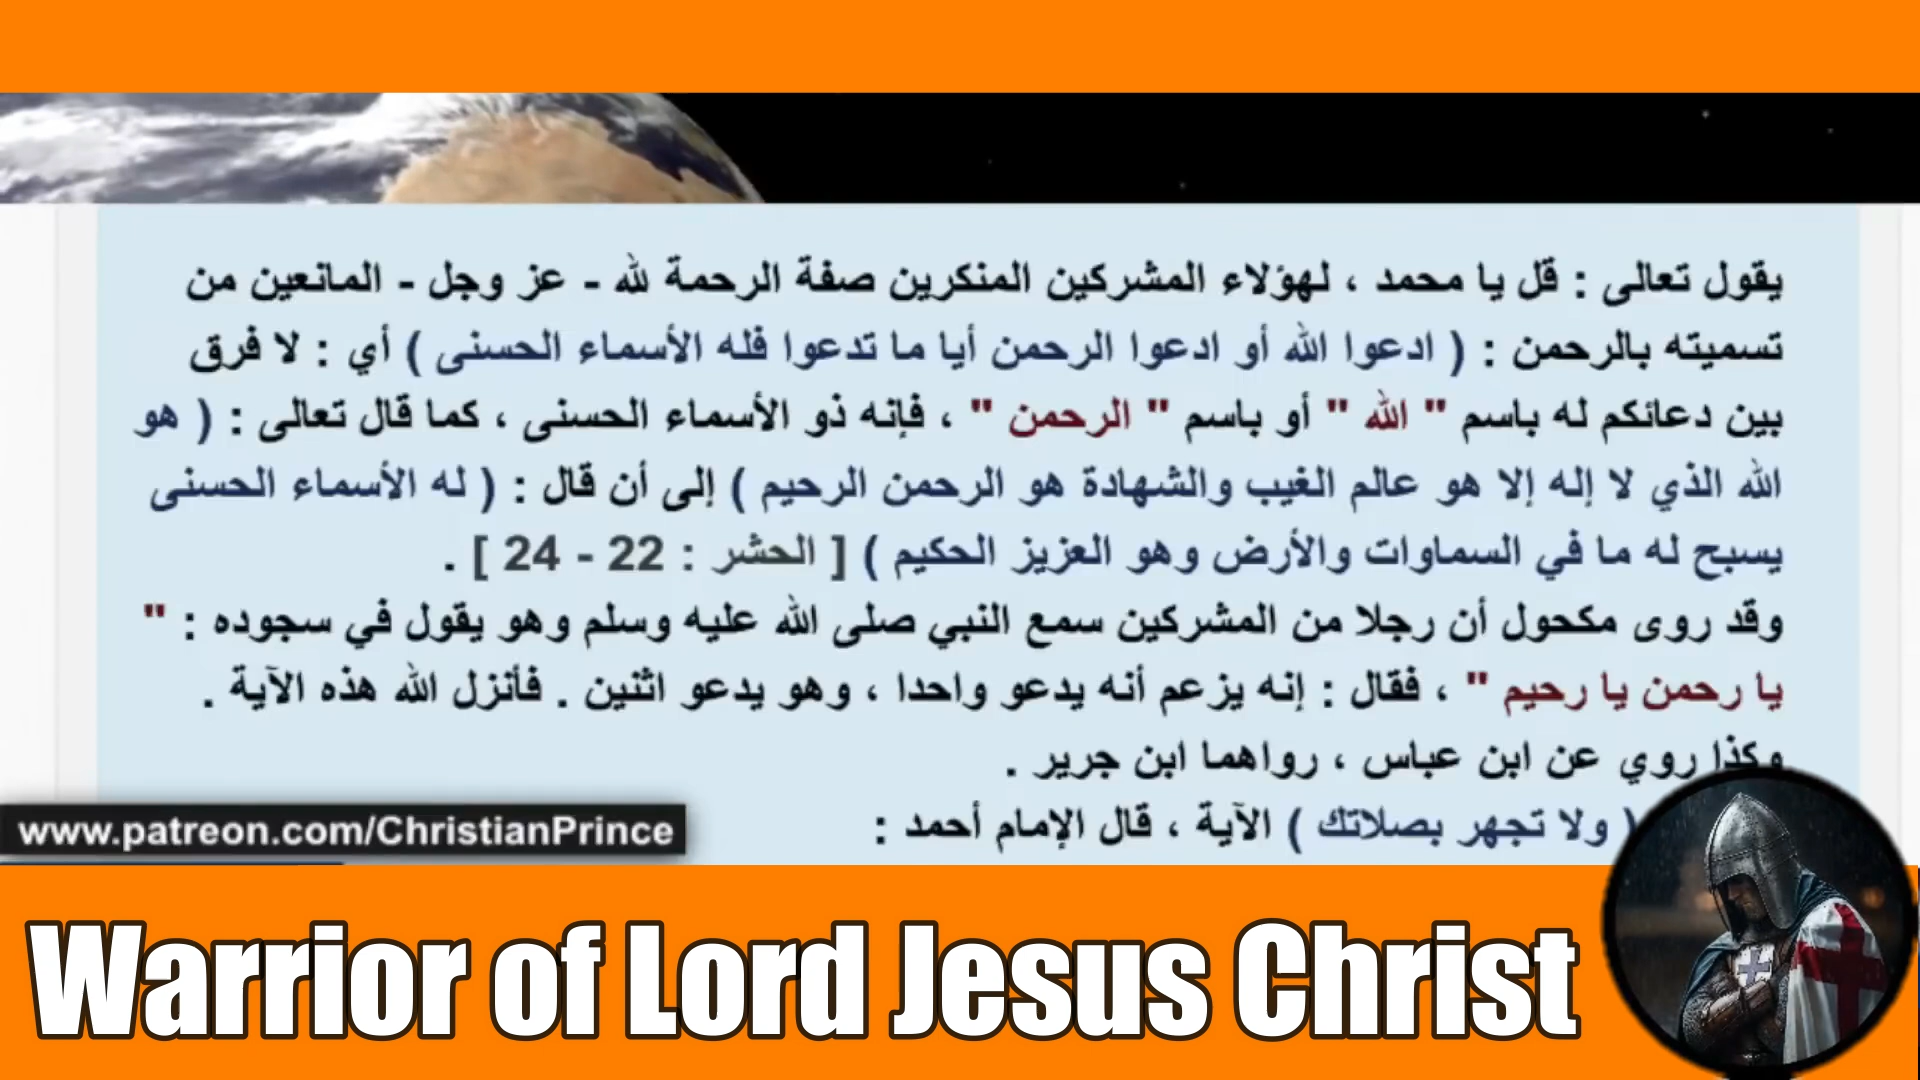 يقول تعالى : قل يا محمد ، لهؤلاء المشركين المنكرين صفة الرحمة لله - عز وجل - المانعين من
تسميته بالرحمن : ( ادعوا الله أو ادعوا الرحمن أيا ما تدعوا فله الأسماء الحسنى ) أي : لا فرق
بين دعائكم له باسم " الله " أو باسم " الرحمن " ، فإنه ذو الأسماء الحسنى ، كما قال تعالى : ( هو
الله الذي لا إله إلا هو عالم الغيب والشهادة هو الرحمن الرحيم ) إلى أن قال : ( له الأسماء الحسنى
يسبح له ما في السماوات والأرض وهو العزيز الحكيم ) [ الحشر : 22 - 24 ] .
وقد روى مكحول أن رجلا من المشركين سمع النبي صلى الله عليه وسلم وهو يقول في سجوده : "
يا رحمن يا رحيم " ، فقال : إنه يزعم أنه يدعو واحدا ، وهو يدعو اثنين . فأنزل الله هذه الآية .
وكذا روي عن ابن عباس ، رواهما ابن جرير .
( ولا تجهر بصلاتك ) الآية ، قال الإمام أحمد :
www.patreon.com/ChristianPrince
Warrior of Lord Jesus Christ